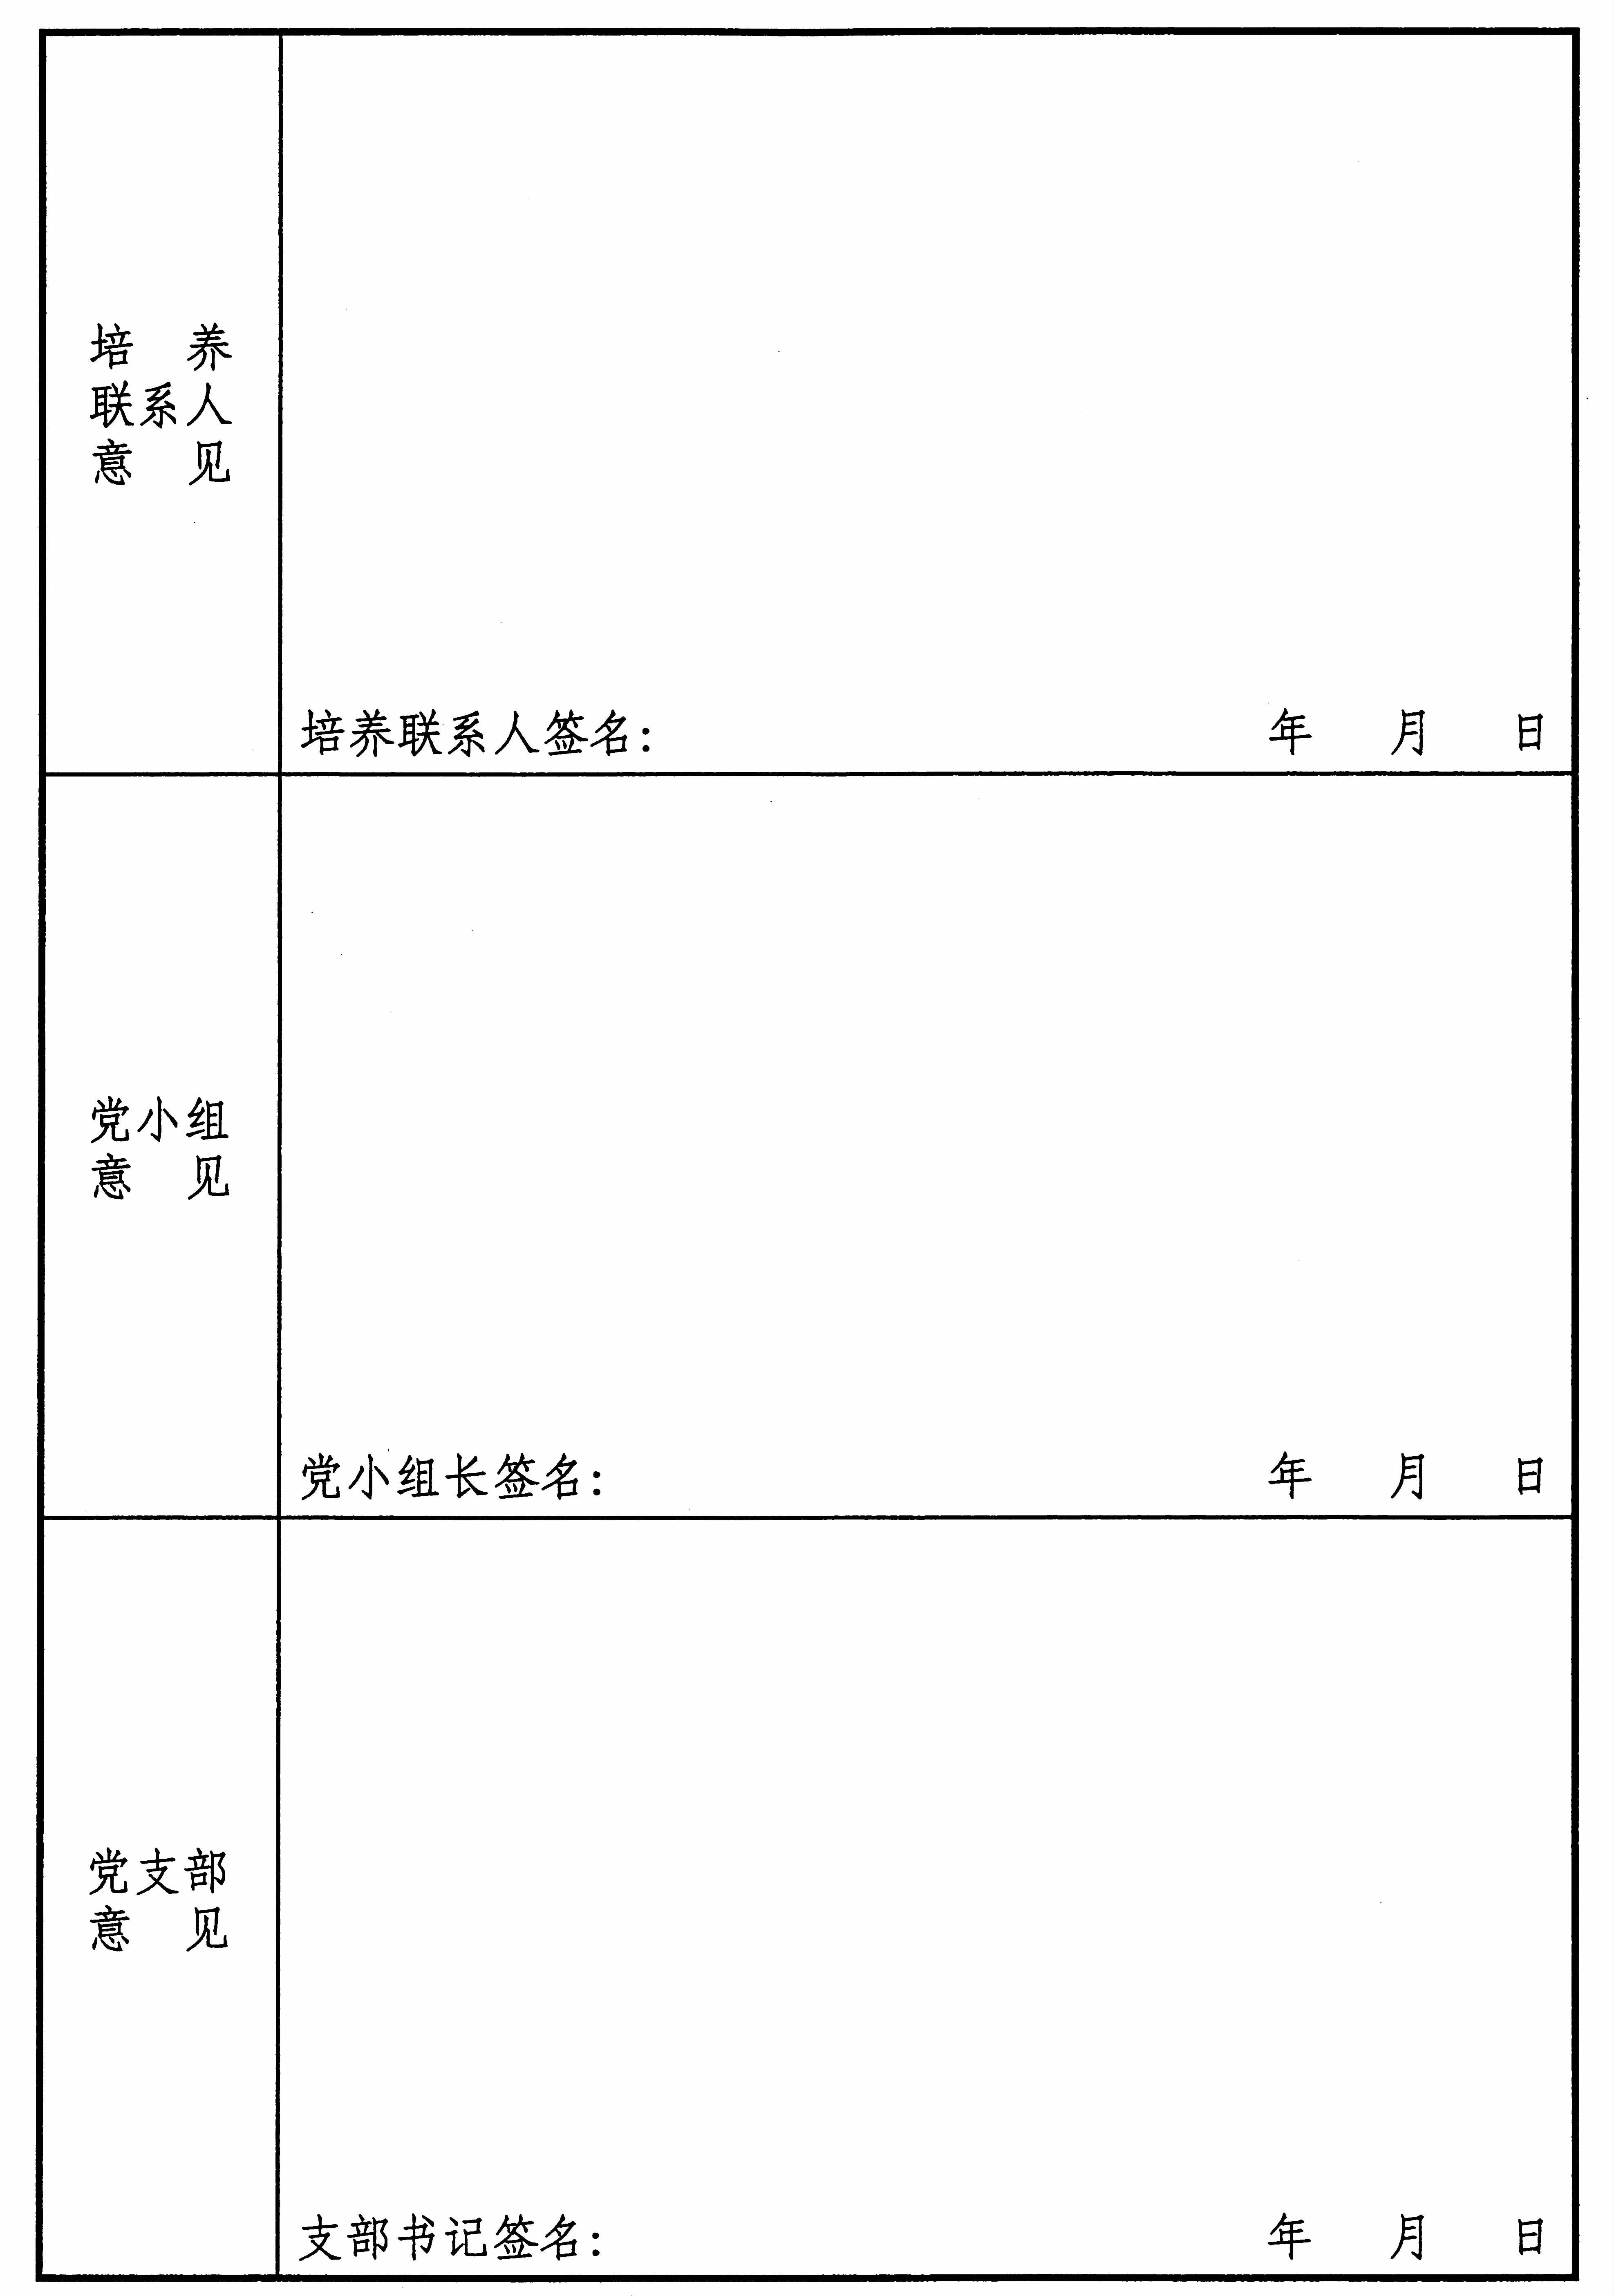 培 养
联系人
意 见
培养联系人签名： 年 月 日
党小组
意 见
党小组长签名： 年 月 日
党支部
意 见
支部书记签名： 年 月 日